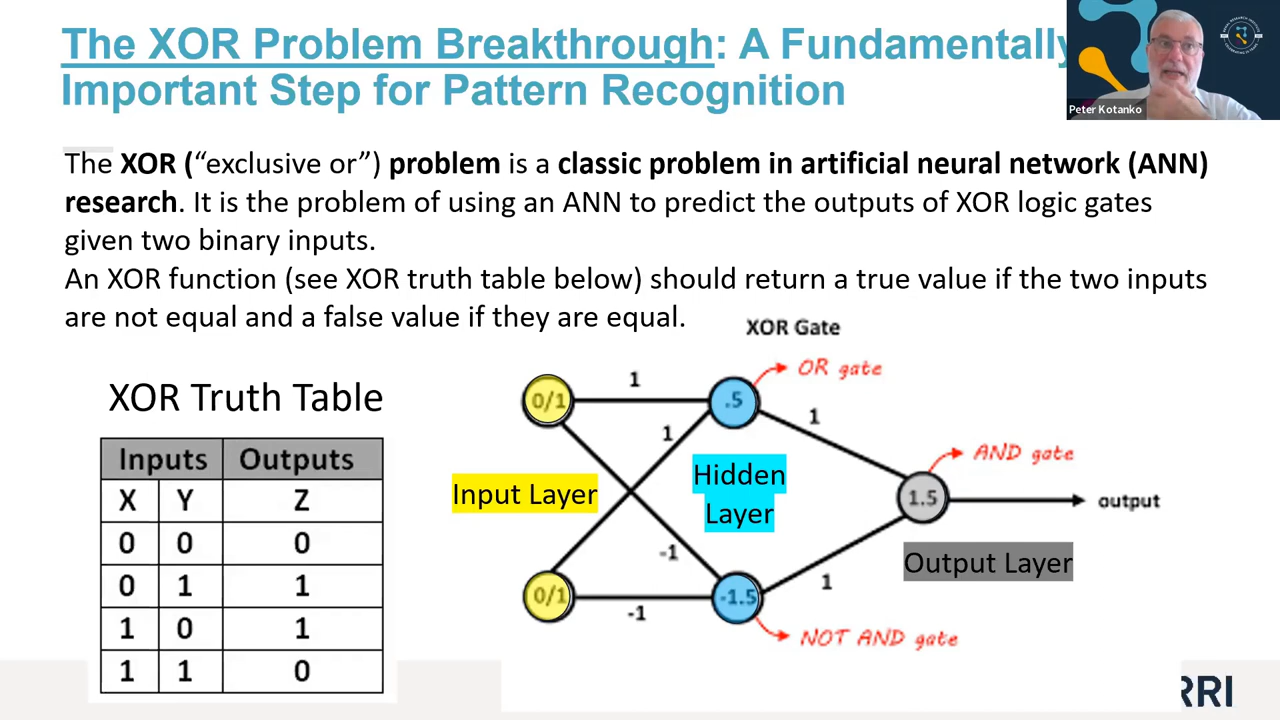 The XOR Problem Breakthrough: A Fundamentally
Important Step for Pattern Recognition
Peter Kotanko
The XOR (“exclusive or”) problem is a classic problem in artificial neural network (ANN)
research. It is the problem of using an ANN to predict the outputs of XOR logic gates
given two binary inputs.
An XOR function (see XOR truth table below) should return a true value if the two inputs
are not equal and a false value if they are equal.
XOR Truth Table
Inputs Outputs
X Y Z
0 0 0
0 1 1
1 0 1
1 1 0
XOR Gate
OR gate
1
0/1
.5
1
1
AND gate
Input Layer
Hidden
Layer
1.5
output
-1
Output Layer
1
0/1
-1.5
-1
NOT AND gate
RRI